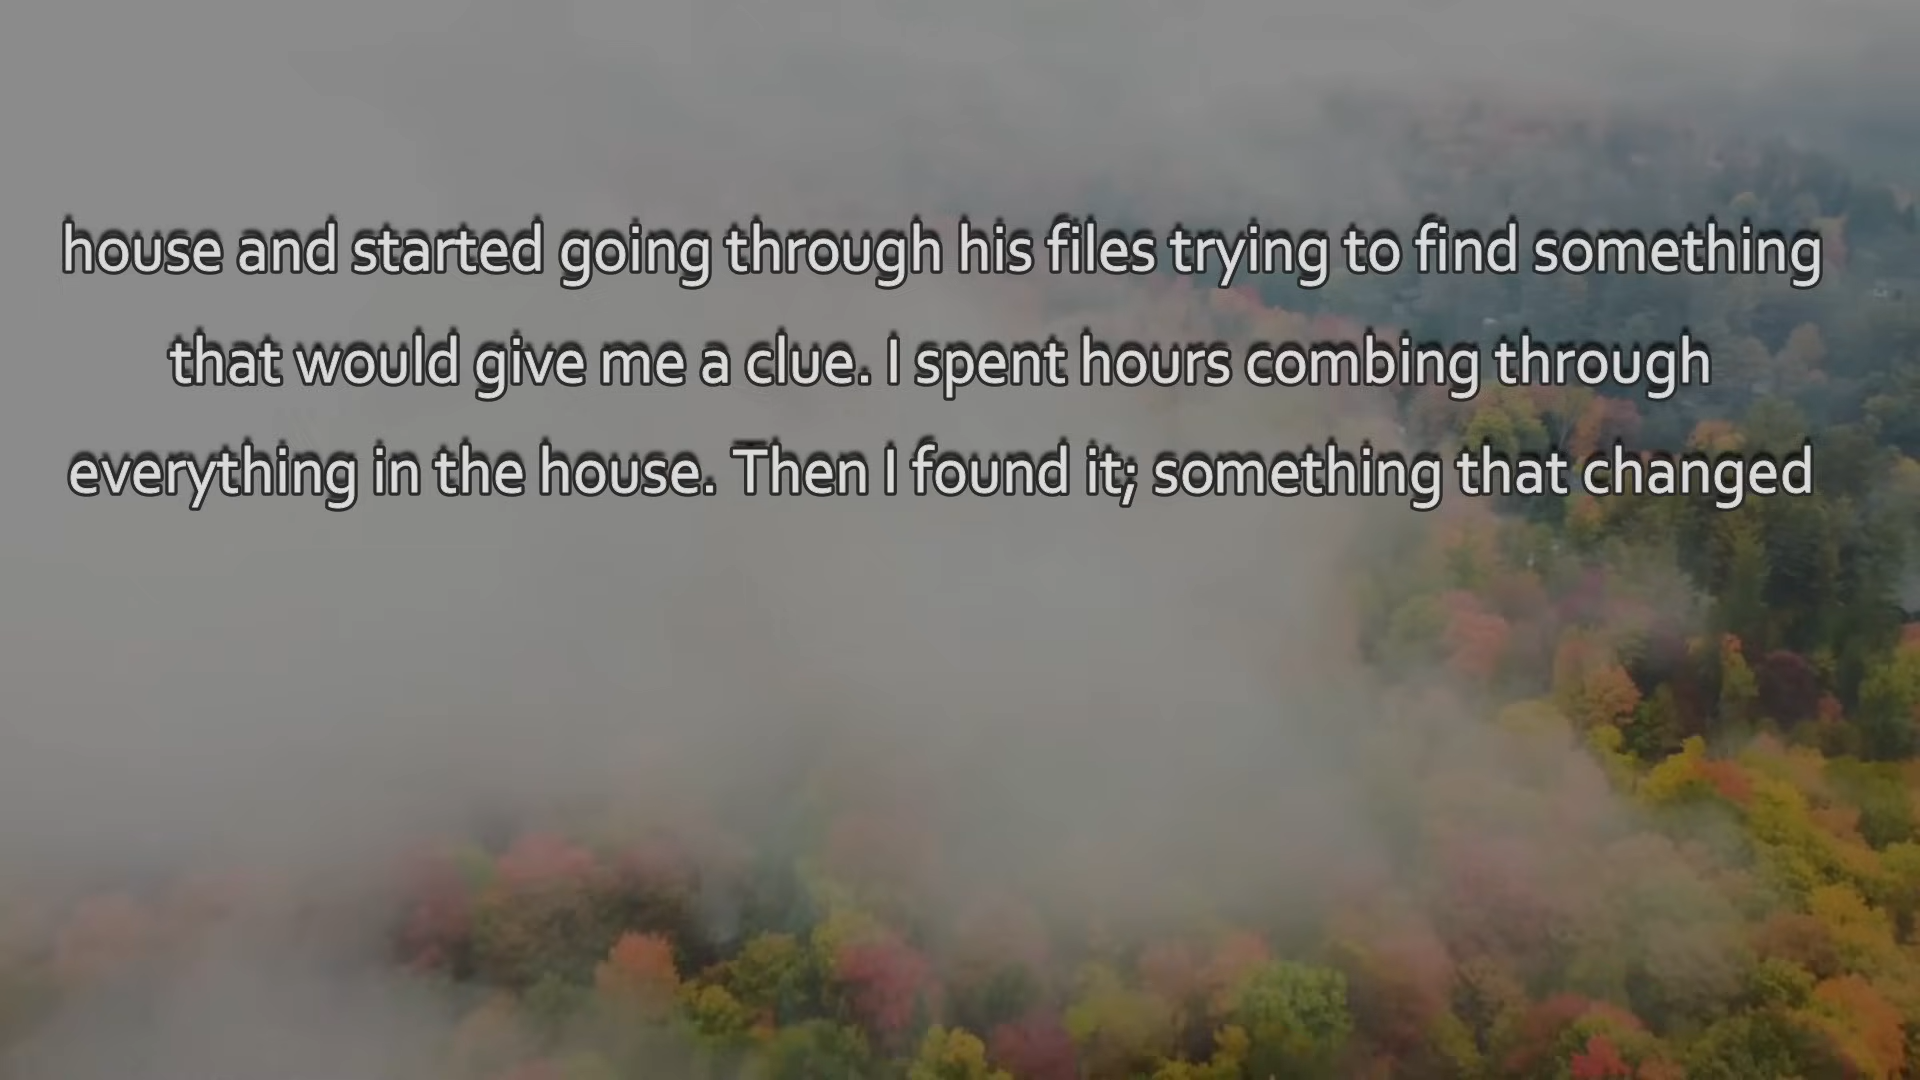 house and started going through his files trying to find something
that would give me a clue. I spent hours combing through
everything in the house. Then I found it; something that changed